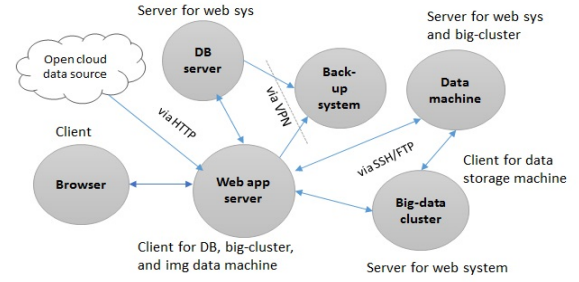 Server for web sys
Server for web sys
and big-cluster
Open cloud
data source
DB
server
Back-
up
system
Data
machine
via HTTP
via VPN
Client
via SSH/FTP
Browser
Web app
server
Client for data
storage machine
Big-data
cluster
Client for DB, big-cluster,
and img data machine
Server for web system